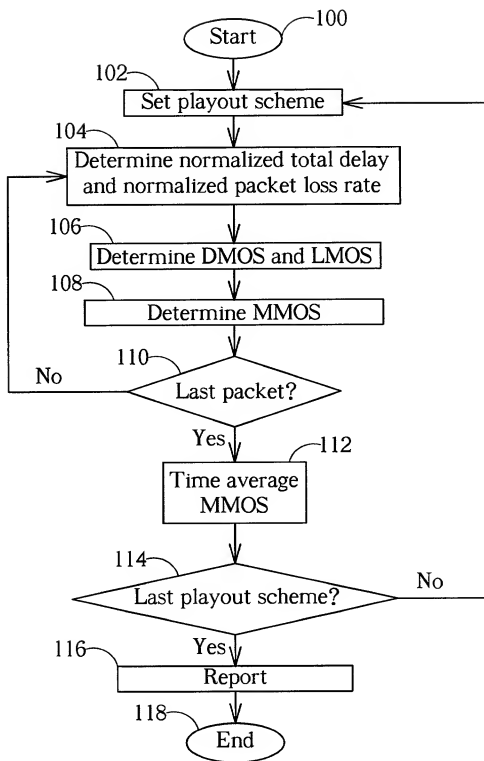 100
Start
102
Set playout scheme
104
Determine normalized total delay
and normalized packet loss rate
106
Determine DMOS and LMOS
108
Determine MMOS
110
No
Last packet?
Yes
112
Time average
MMOS
114
Last playout scheme?
No
Yes
116
Report
118
End